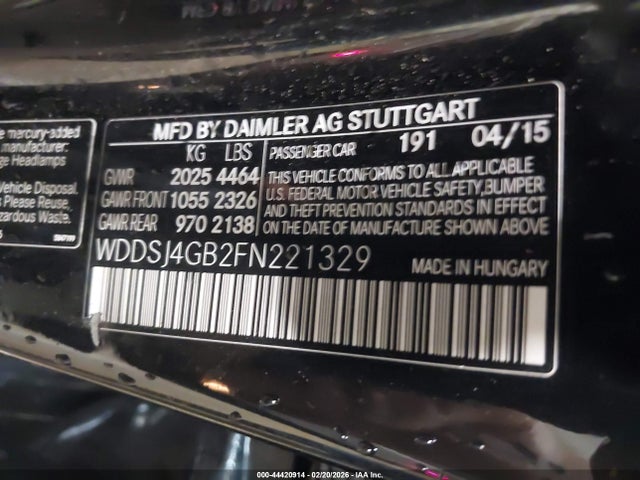 e mercury-added
manufacturer:
ge Headlamps
Vehicle Disposal.
s Please Reuse,
azardous Waste.
MFD BY DAIMLER AG STUTTGART
KG LBS PASSENGER CAR 191 04/15
GVWR 2025 4464
GAWR FRONT 1055 2326
GAWR REAR 970 2138
THIS VEHICLE CONFORMS TO ALL APPLICABLE
U.S. FEDERAL MOTOR VEHICLE SAFETY, BUMPER
AND THEFT PREVENTION STANDARDS IN EFFECT
ON THE DATE OF MANUFACTURE SHOWN ABOVE
WDDSJ4GB2FN221329 MADE IN HUNGARY
000-44420914 - 02/20/2026 - IAA, Inc.